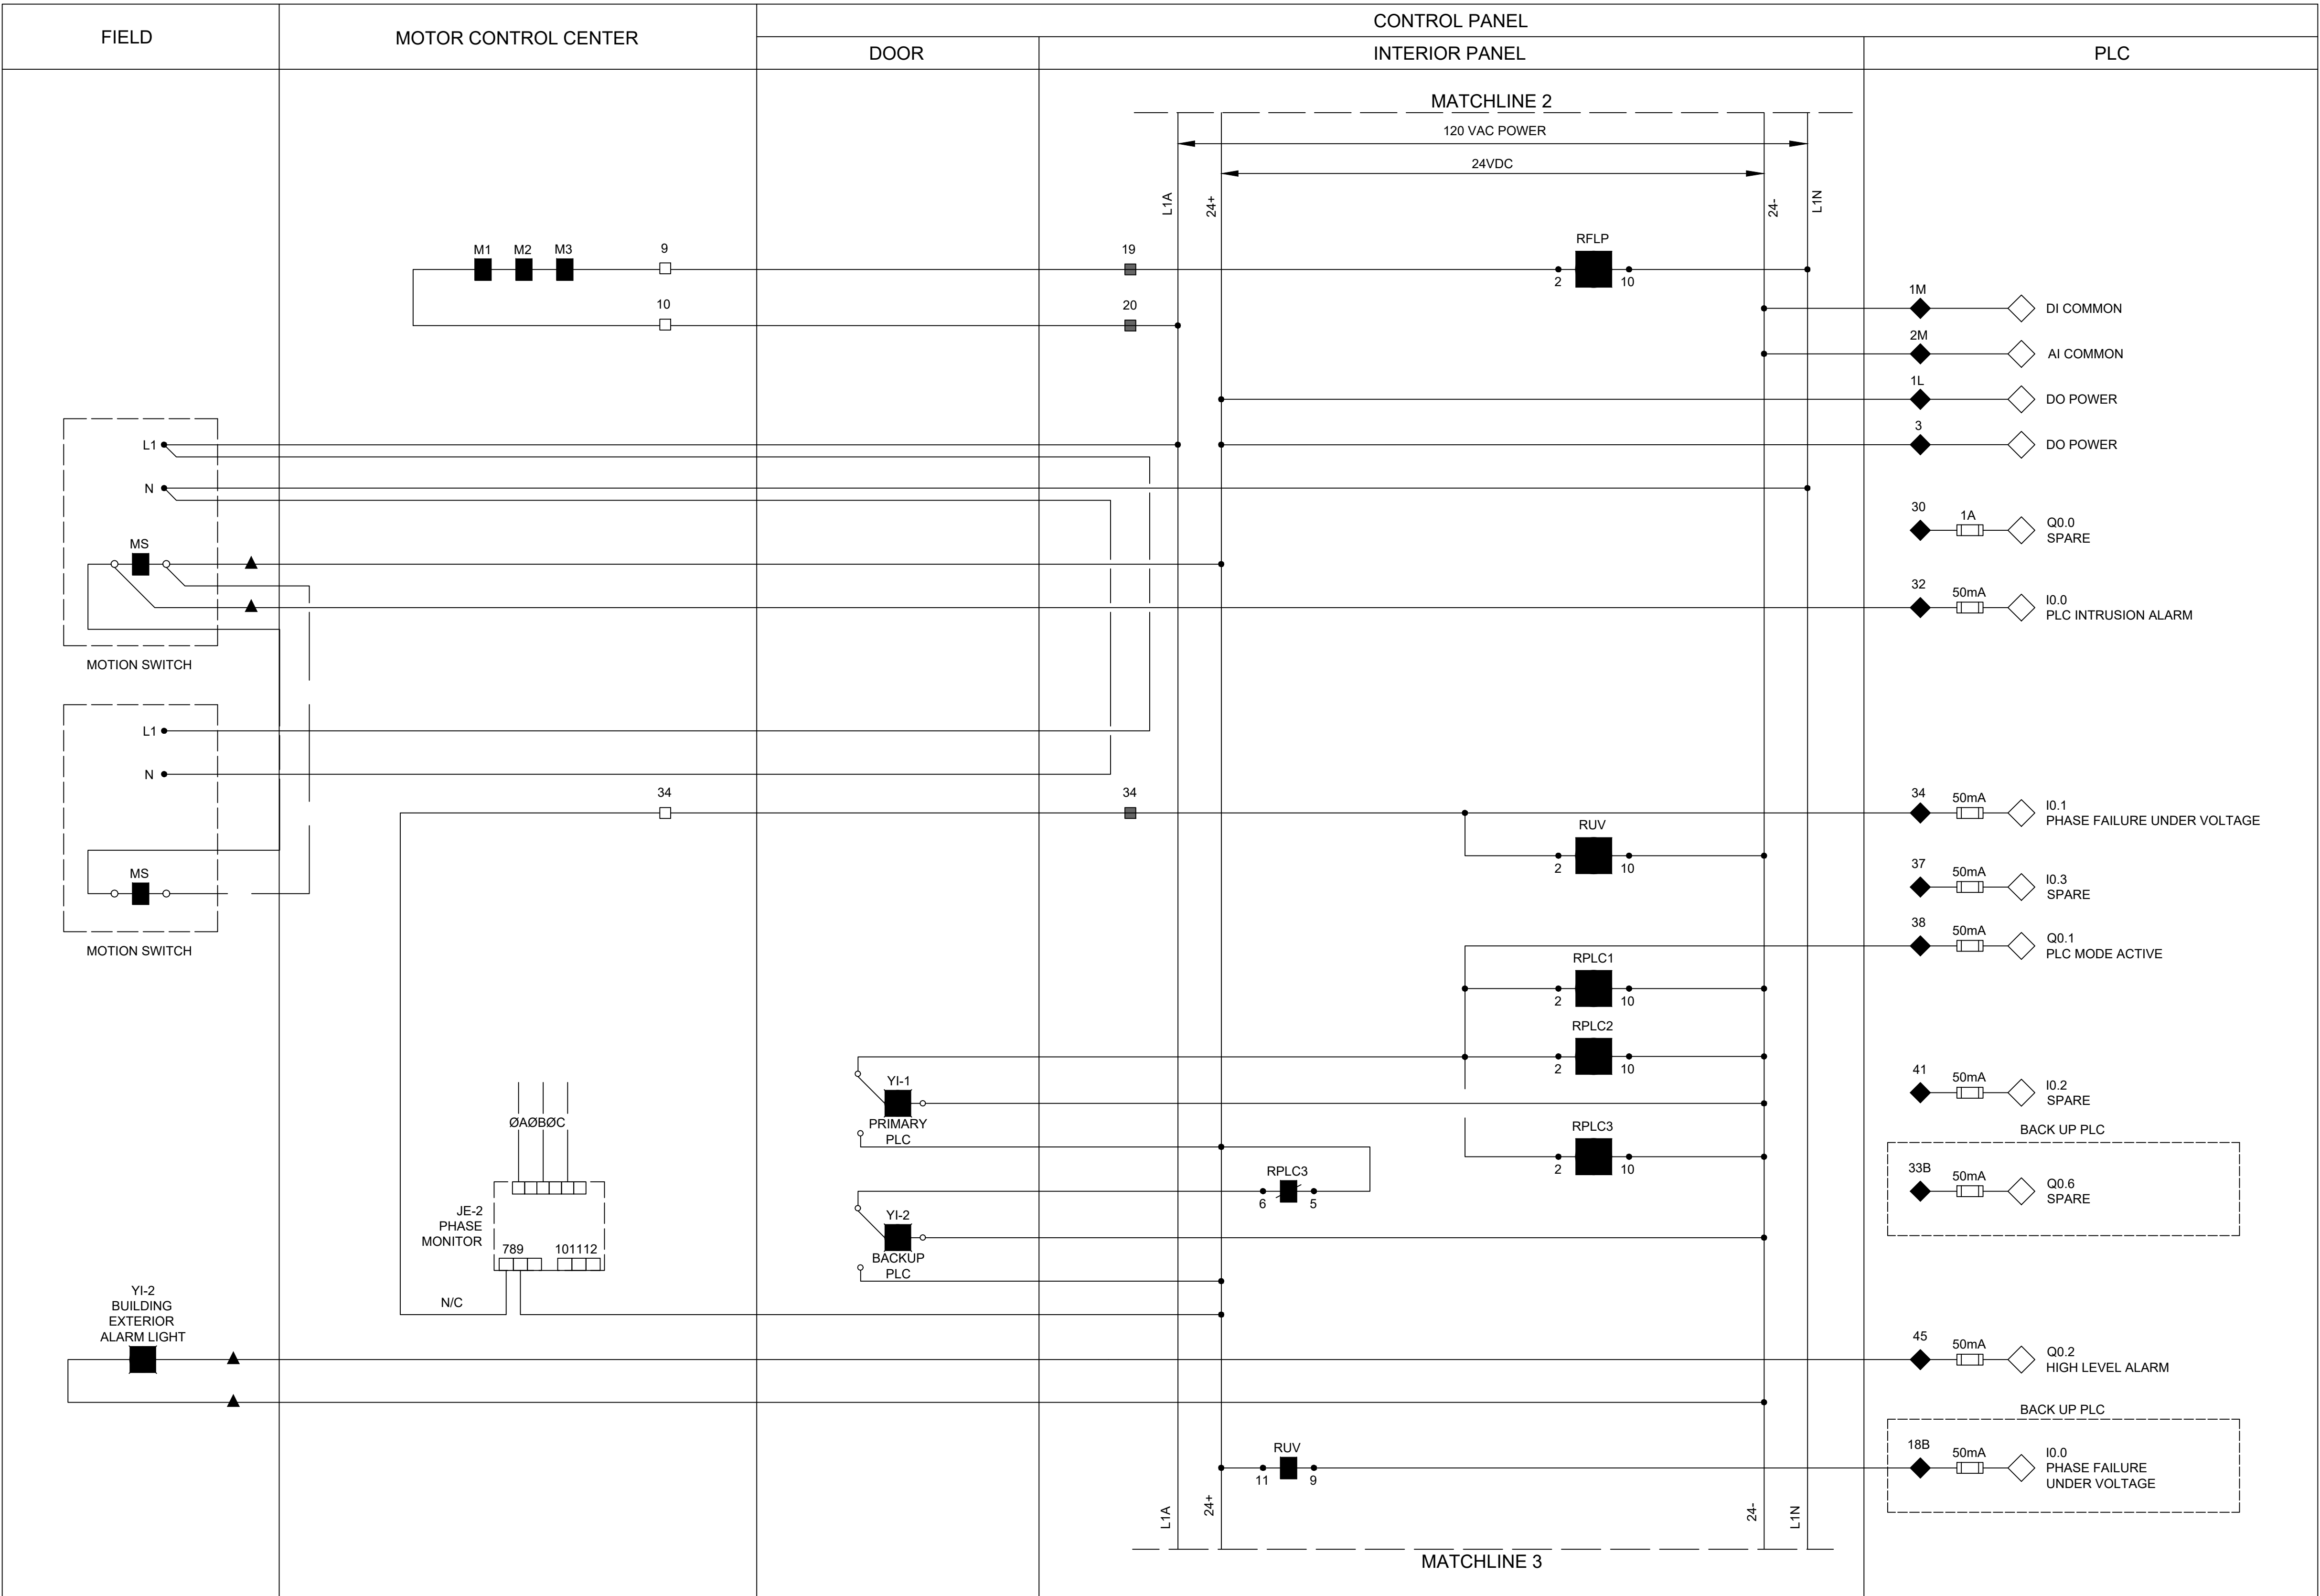 FIELD
MOTOR CONTROL CENTER
CONTROL PANEL
DOOR
INTERIOR PANEL
PLC
MATCHLINE 2
120 VAC POWER
24VDC
L1A
24+
24-
L1N
M1
M2
M3
9
19
RFLP
2
10
10
20
1M
DI COMMON
2M
AI COMMON
1L
DO POWER
3
DO POWER
L1
N
MS
MOTION SWITCH
30
1A
Q0.0
SPARE
32
50mA
I0.0
PLC INTRUSION ALARM
L1
N
MS
MOTION SWITCH
34
34
34
50mA
I0.1
PHASE FAILURE UNDER VOLTAGE
RUV
2
10
37
50mA
I0.3
SPARE
38
50mA
Q0.1
PLC MODE ACTIVE
RPLC1
2
10
RPLC2
2
10
YI-1
PRIMARY
PLC
41
50mA
I0.2
SPARE
ØAØBØC
RPLC3
2
10
BACK UP PLC
33B
50mA
Q0.6
SPARE
RPLC3
6
5
JE-2
PHASE
MONITOR
789
101112
YI-2
BACKUP
PLC
N/C
YI-2
BUILDING
EXTERIOR
ALARM LIGHT
45
50mA
Q0.2
HIGH LEVEL ALARM
BACK UP PLC
18B
50mA
I0.0
PHASE FAILURE
UNDER VOLTAGE
RUV
11
9
L1A
24+
24-
L1N
MATCHLINE 3